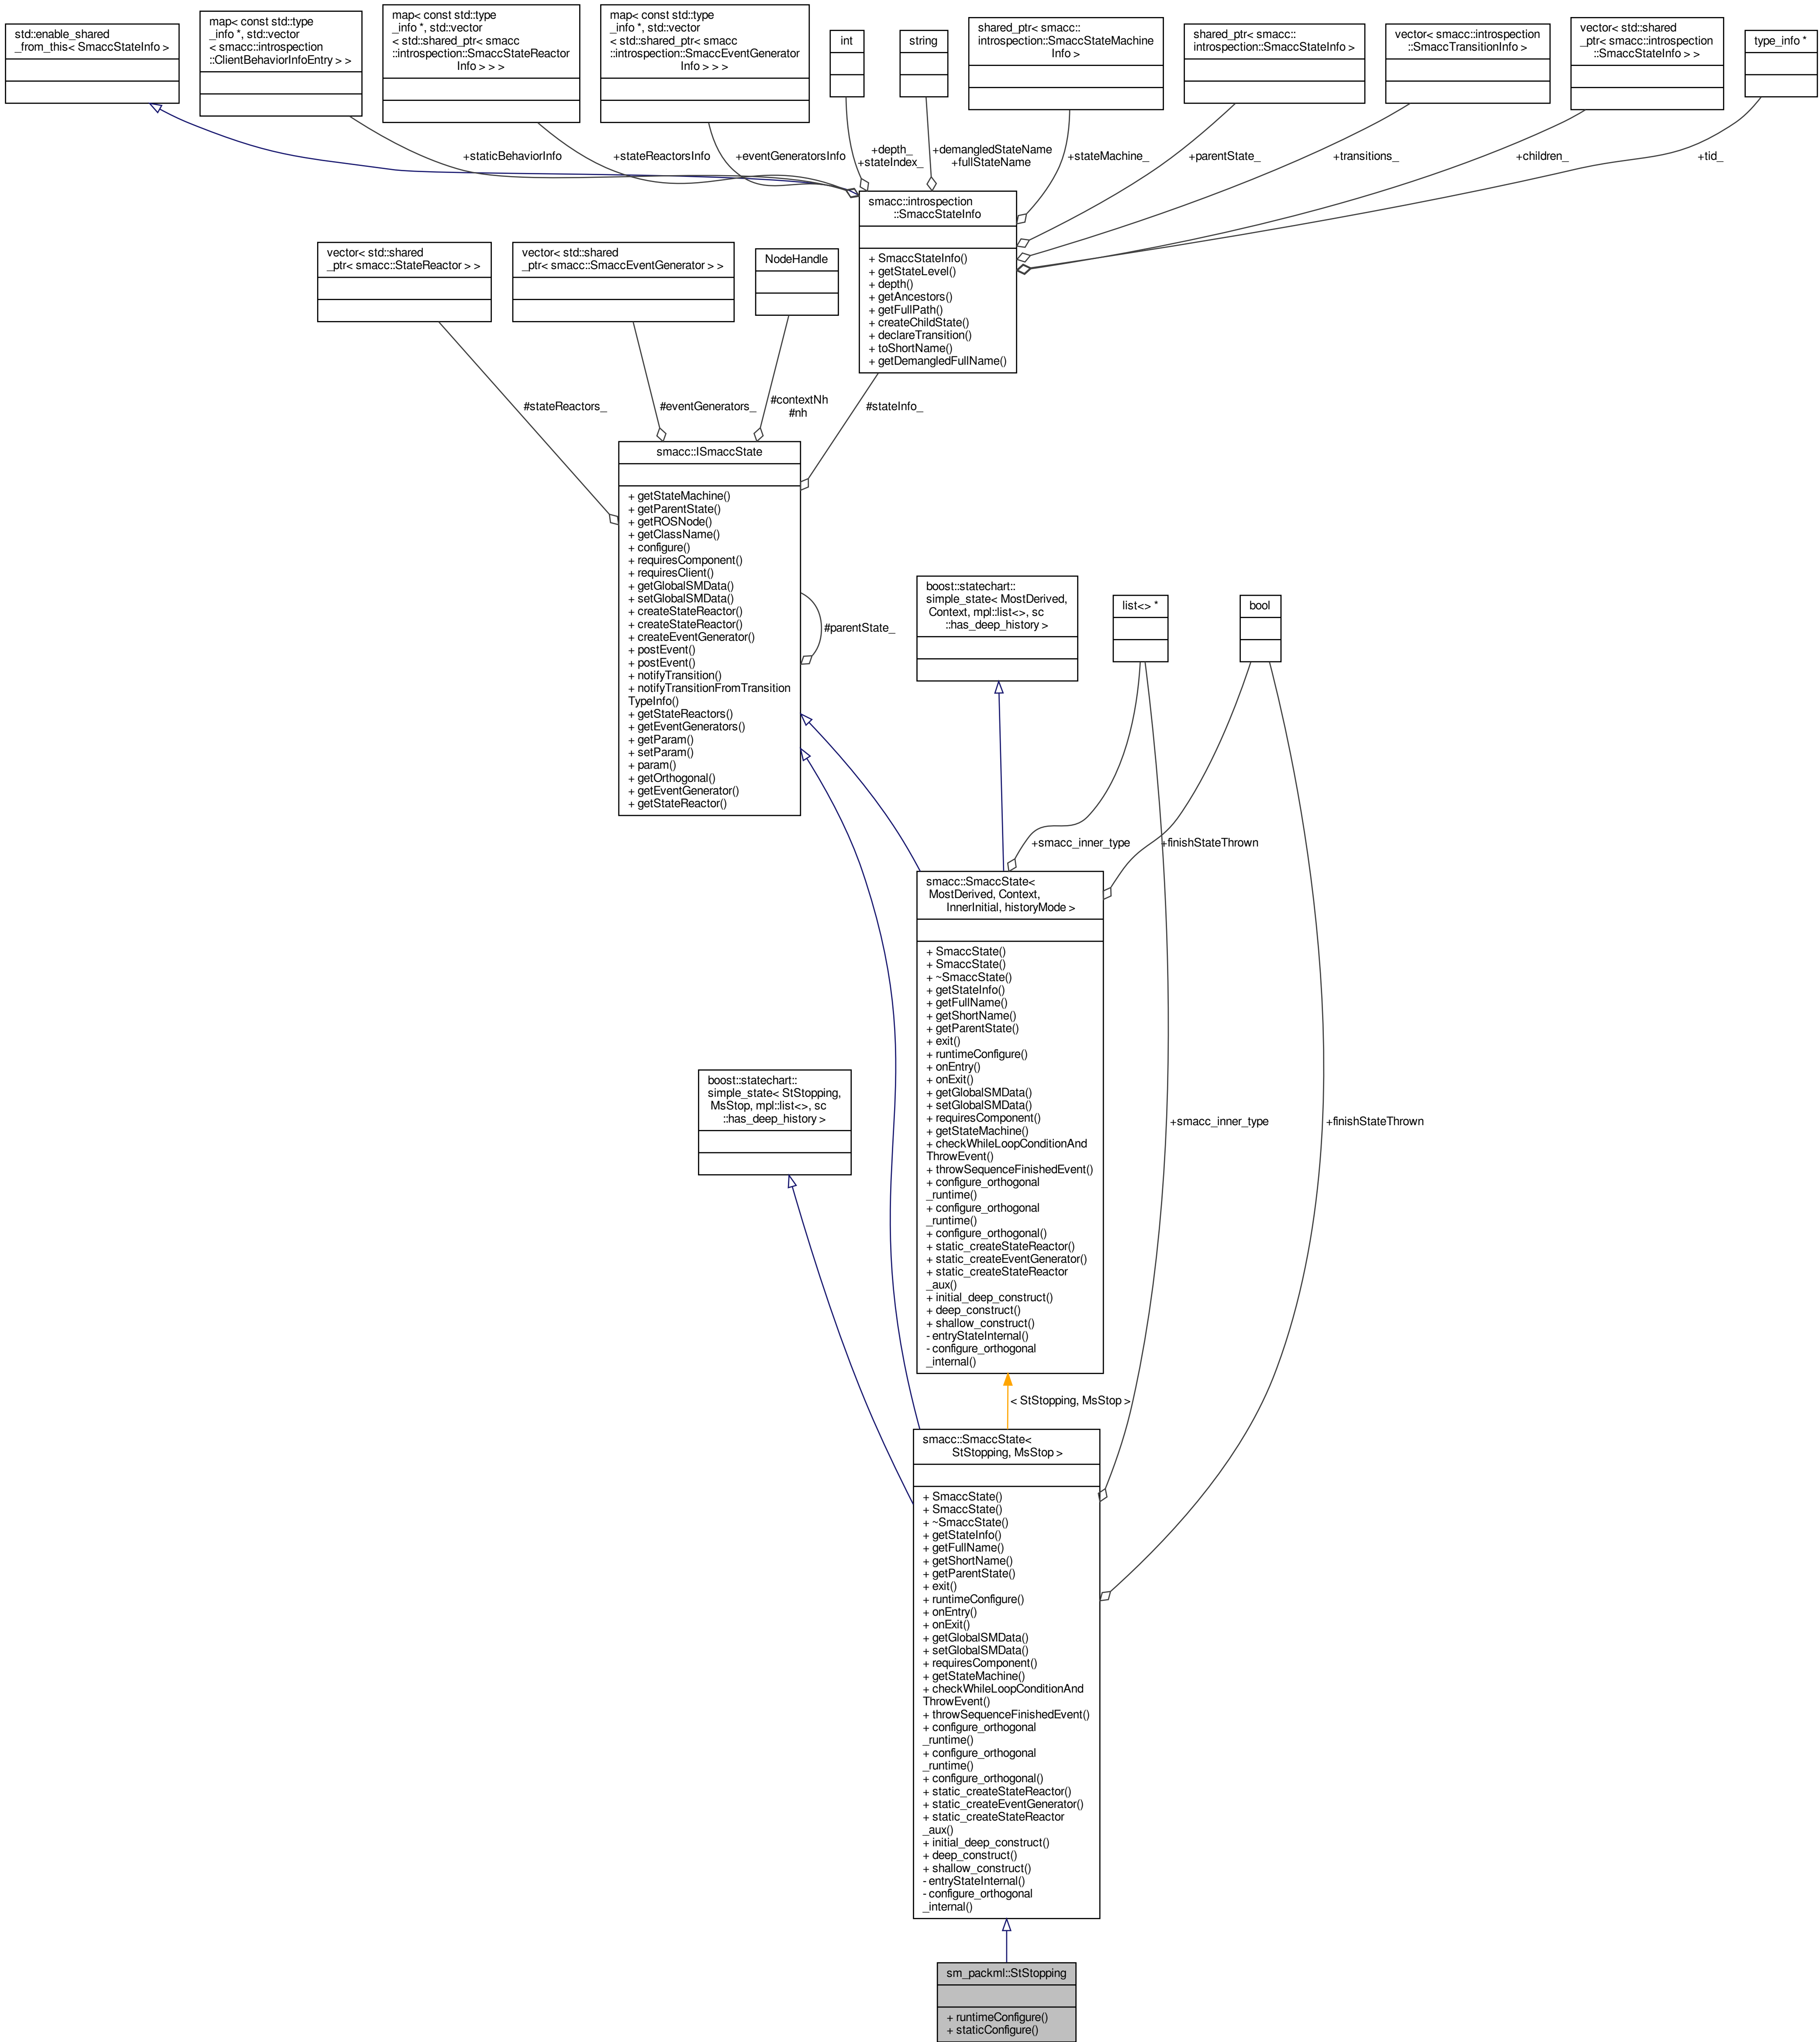 std::enable_shared
_from_this< SmaccStateInfo >
map< const std::type
_info *, std::vector
< smacc::introspection
::ClientBehaviorInfoEntry > >
map< const std::type
_info *, std::vector
< std::shared_ptr< smacc
::introspection::SmaccStateReactor
Info > > >
map< const std::type
_info *, std::vector
< std::shared_ptr< smacc
::introspection::SmaccEventGenerator
Info > > >
int
string
shared_ptr< smacc::
introspection::SmaccStateMachine
Info >
shared_ptr< smacc::
introspection::SmaccStateInfo >
vector< smacc::introspection
::SmaccTransitionInfo >
vector< std::shared
_ptr< smacc::introspection
::SmaccStateInfo > >
type_info *
+staticBehaviorInfo
+stateReactorsInfo
+eventGeneratorsInfo
+depth_
+stateIndex_
+demangledStateName
+fullStateName
+stateMachine_
+parentState_
+transitions_
+children_
+tid_
smacc::introspection
::SmaccStateInfo
+ SmaccStateInfo()
+ getStateLevel()
+ depth()
+ getAncestors()
+ getFullPath()
+ createChildState()
+ declareTransition()
+ toShortName()
+ getDemangledFullName()
vector< std::shared
_ptr< smacc::StateReactor > >
vector< std::shared
_ptr< smacc::SmaccEventGenerator > >
NodeHandle
#stateReactors_
#eventGenerators_
#contextNh
#nh
#stateInfo_
smacc::ISmaccState
+ getStateMachine()
+ getParentState()
+ getROSNode()
+ getClassName()
+ configure()
+ requiresComponent()
+ requiresClient()
+ getGlobalSMData()
+ setGlobalSMData()
+ createStateReactor()
+ createStateReactor()
+ createEventGenerator()
+ postEvent()
+ postEvent()
+ notifyTransition()
+ notifyTransitionFromTransition
TypeInfo()
+ getStateReactors()
+ getEventGenerators()
+ getParam()
+ setParam()
+ param()
+ getOrthogonal()
+ getEventGenerator()
+ getStateReactor()
#parentState_
boost::statechart::
simple_state< MostDerived,
Context, mpl::list<>, sc
::has_deep_history >
list<> *
bool
+smacc_inner_type
+finishStateThrown
smacc::SmaccState<
MostDerived, Context,
InnerInitial, historyMode >
+ SmaccState()
+ SmaccState()
+ ~SmaccState()
+ getStateInfo()
+ getFullName()
+ getShortName()
+ getParentState()
+ exit()
+ runtimeConfigure()
+ onEntry()
+ onExit()
+ getGlobalSMData()
+ setGlobalSMData()
+ requiresComponent()
+ getStateMachine()
+ checkWhileLoopConditionAnd
ThrowEvent()
+ throwSequenceFinishedEvent()
+ configure_orthogonal
_runtime()
+ configure_orthogonal
_runtime()
+ configure_orthogonal()
+ static_createStateReactor()
+ static_createEventGenerator()
+ static_createStateReactor
_aux()
+ initial_deep_construct()
+ deep_construct()
+ shallow_construct()
- entryStateInternal()
- configure_orthogonal
_internal()
boost::statechart::
simple_state< StStopping,
MsStop, mpl::list<>, sc
::has_deep_history >
+smacc_inner_type
+finishStateThrown
< StStopping, MsStop >
smacc::SmaccState<
StStopping, MsStop >
+ SmaccState()
+ SmaccState()
+ ~SmaccState()
+ getStateInfo()
+ getFullName()
+ getShortName()
+ getParentState()
+ exit()
+ runtimeConfigure()
+ onEntry()
+ onExit()
+ getGlobalSMData()
+ setGlobalSMData()
+ requiresComponent()
+ getStateMachine()
+ checkWhileLoopConditionAnd
ThrowEvent()
+ throwSequenceFinishedEvent()
+ configure_orthogonal
_runtime()
+ configure_orthogonal
_runtime()
+ configure_orthogonal()
+ static_createStateReactor()
+ static_createEventGenerator()
+ static_createStateReactor
_aux()
+ initial_deep_construct()
+ deep_construct()
+ shallow_construct()
- entryStateInternal()
- configure_orthogonal
_internal()
sm_packml::StStopping
+ runtimeConfigure()
+ staticConfigure()